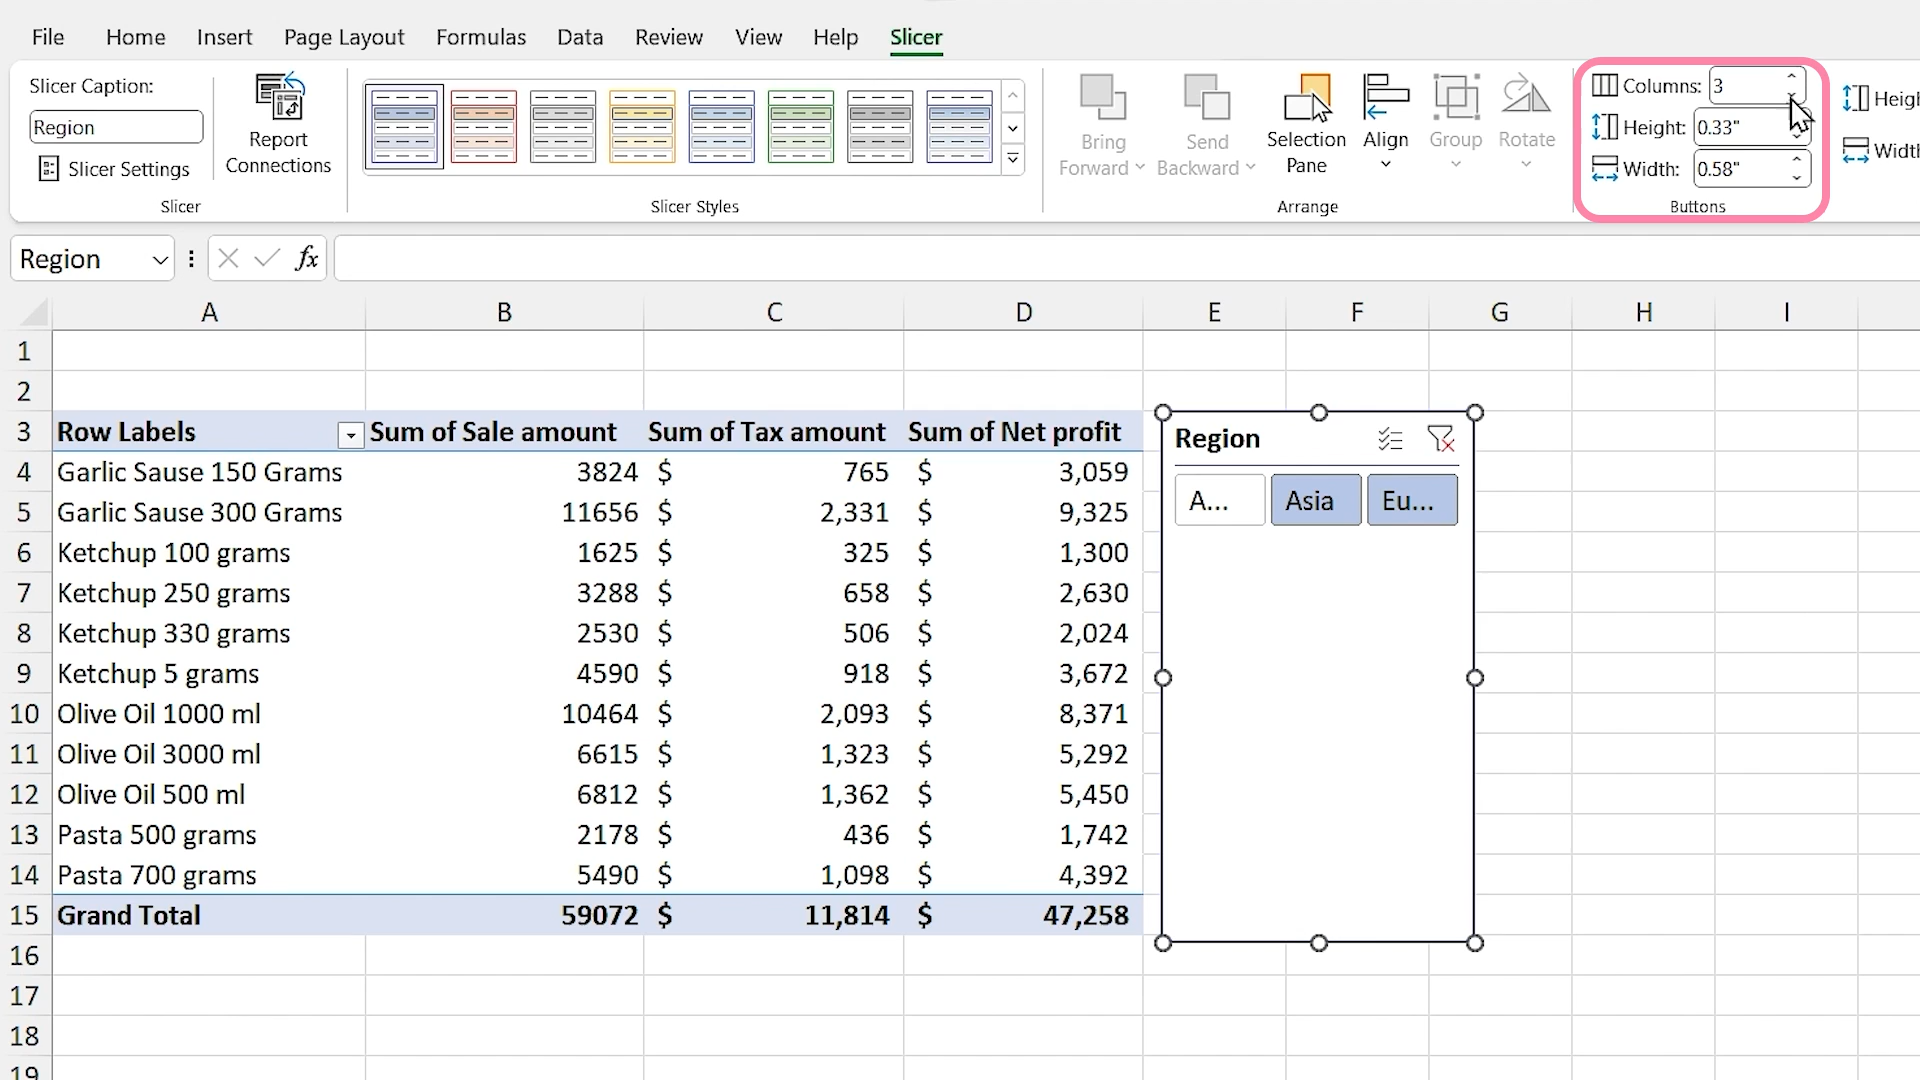 File Home Insert Page Layout Formulas Data Review View Help Slicer
Slicer Caption:
Region
Slicer Settings
Slicer
Report
Connections
Slicer Styles
Bring
Forward
Send
Backward
Selection
Pane
Align
Group
Rotate
Arrange
Columns: 3
Height: 0.33"
Width: 0.58"
Buttons
Heigh
Width
Region fx
A B C D E F G H I
1
2
3 Row Labels Sum of Sale amount Sum of Tax amount Sum of Net profit
4 Garlic Sause 150 Grams 3824 $ 765 $ 3,059
5 Garlic Sause 300 Grams 11656 $ 2,331 $ 9,325
6 Ketchup 100 grams 1625 $ 325 $ 1,300
7 Ketchup 250 grams 3288 $ 658 $ 2,630
8 Ketchup 330 grams 2530 $ 506 $ 2,024
9 Ketchup 5 grams 4590 $ 918 $ 3,672
10 Olive Oil 1000 ml 10464 $ 2,093 $ 8,371
11 Olive Oil 3000 ml 6615 $ 1,323 $ 5,292
12 Olive Oil 500 ml 6812 $ 1,362 $ 5,450
13 Pasta 500 grams 2178 $ 436 $ 1,742
14 Pasta 700 grams 5490 $ 1,098 $ 4,392
15 Grand Total 59072 $ 11,814 $ 47,258
16
17
18
19
Region
A... Asia Eu...